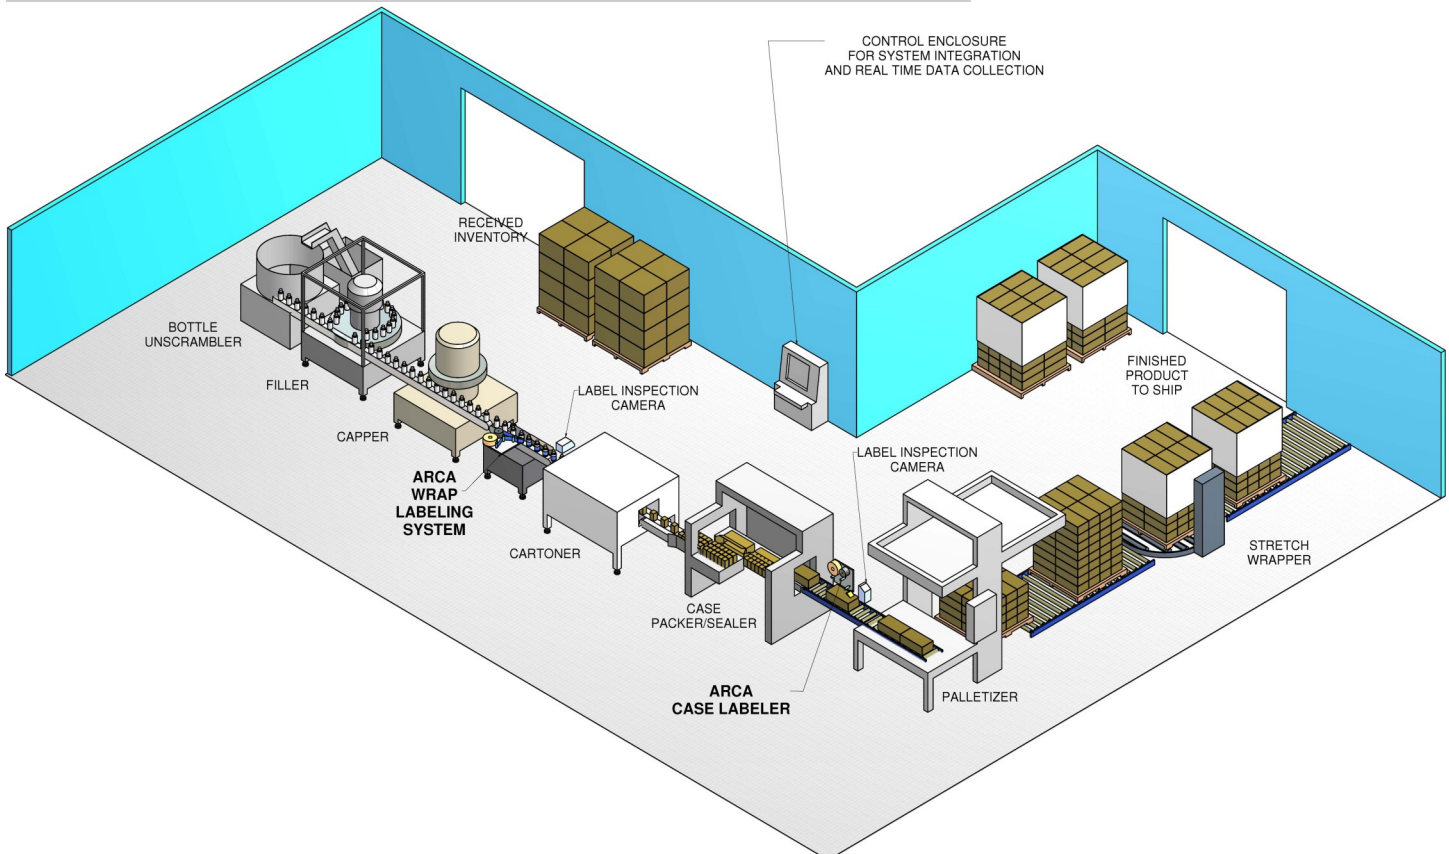 CONTROL ENCLOSURE
FOR SYSTEM INTEGRATION
AND REAL TIME DATA COLLECTION
RECEIVED
INVENTORY
BOTTLE
UNSCRAMBLER
FILLER
CAPPER
LABEL INSPECTION
CAMERA
ARCA
WRAP
LABELING
SYSTEM
CARTONER
CASE
PACKER/SEALER
LABEL INSPECTION
CAMERA
ARCA
CASE LABELER
PALLETIZER
FINISHED
PRODUCT
TO SHIP
STRETCH
WRAPPER